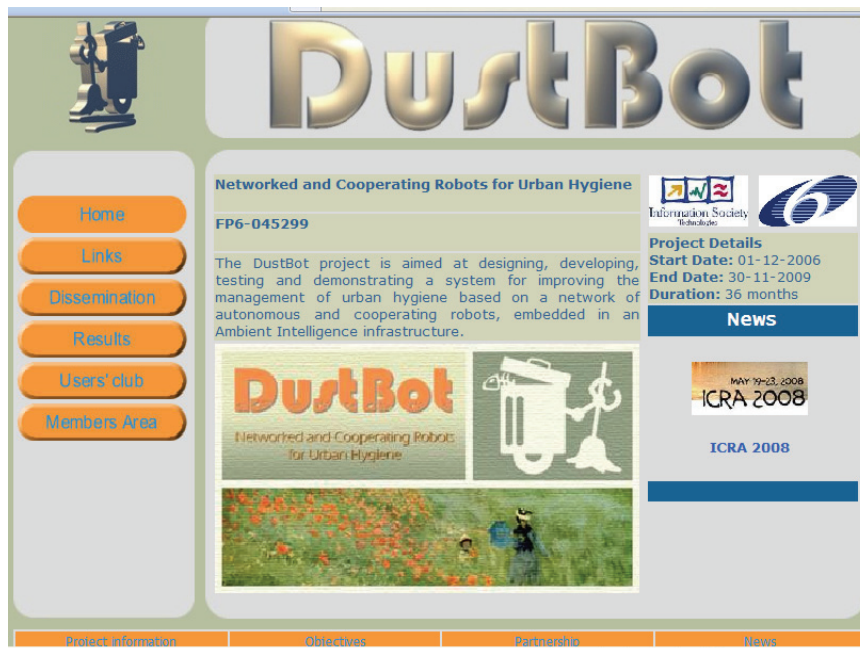 DustBot
Home
Links
Dissemination
Results
Users' club
Members Area
Networked and Cooperating Robots for Urban Hygiene
FP6-045299
The DustBot project is aimed at designing, developing,
testing and demonstrating a system for improving the
management of urban hygiene based on a network of
autonomous and cooperating robots, embedded in an
Ambient Intelligence infrastructure.
DustBot
Networked and Cooperating Robots
for Urban Hygiene
Information Society
Technologies
6
Project Details
Start Date: 01-12-2006
End Date: 30-11-2009
Duration: 36 months
News
MAY 19-23, 2008
ICRA 2008
ICRA 2008
Project information
Objectives
Partnership
News